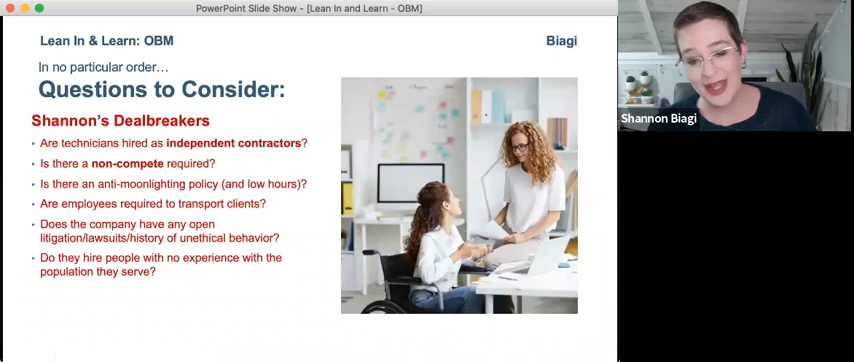 PowerPoint Slide Show - [Lean In and Learn - OBM]
Lean In & Learn: OBM
Biagi
In no particular order…
Questions to Consider:
Shannon's Dealbreakers
• Are technicians hired as independent contractors?
• Is there a non-compete required?
• Is there an anti-moonlighting policy (and low hours)?
• Are employees required to transport clients?
• Does the company have any open
litigation/lawsuits/history of unethical behavior?
• Do they hire people with no experience with the
population they serve?
Shannon Biagi